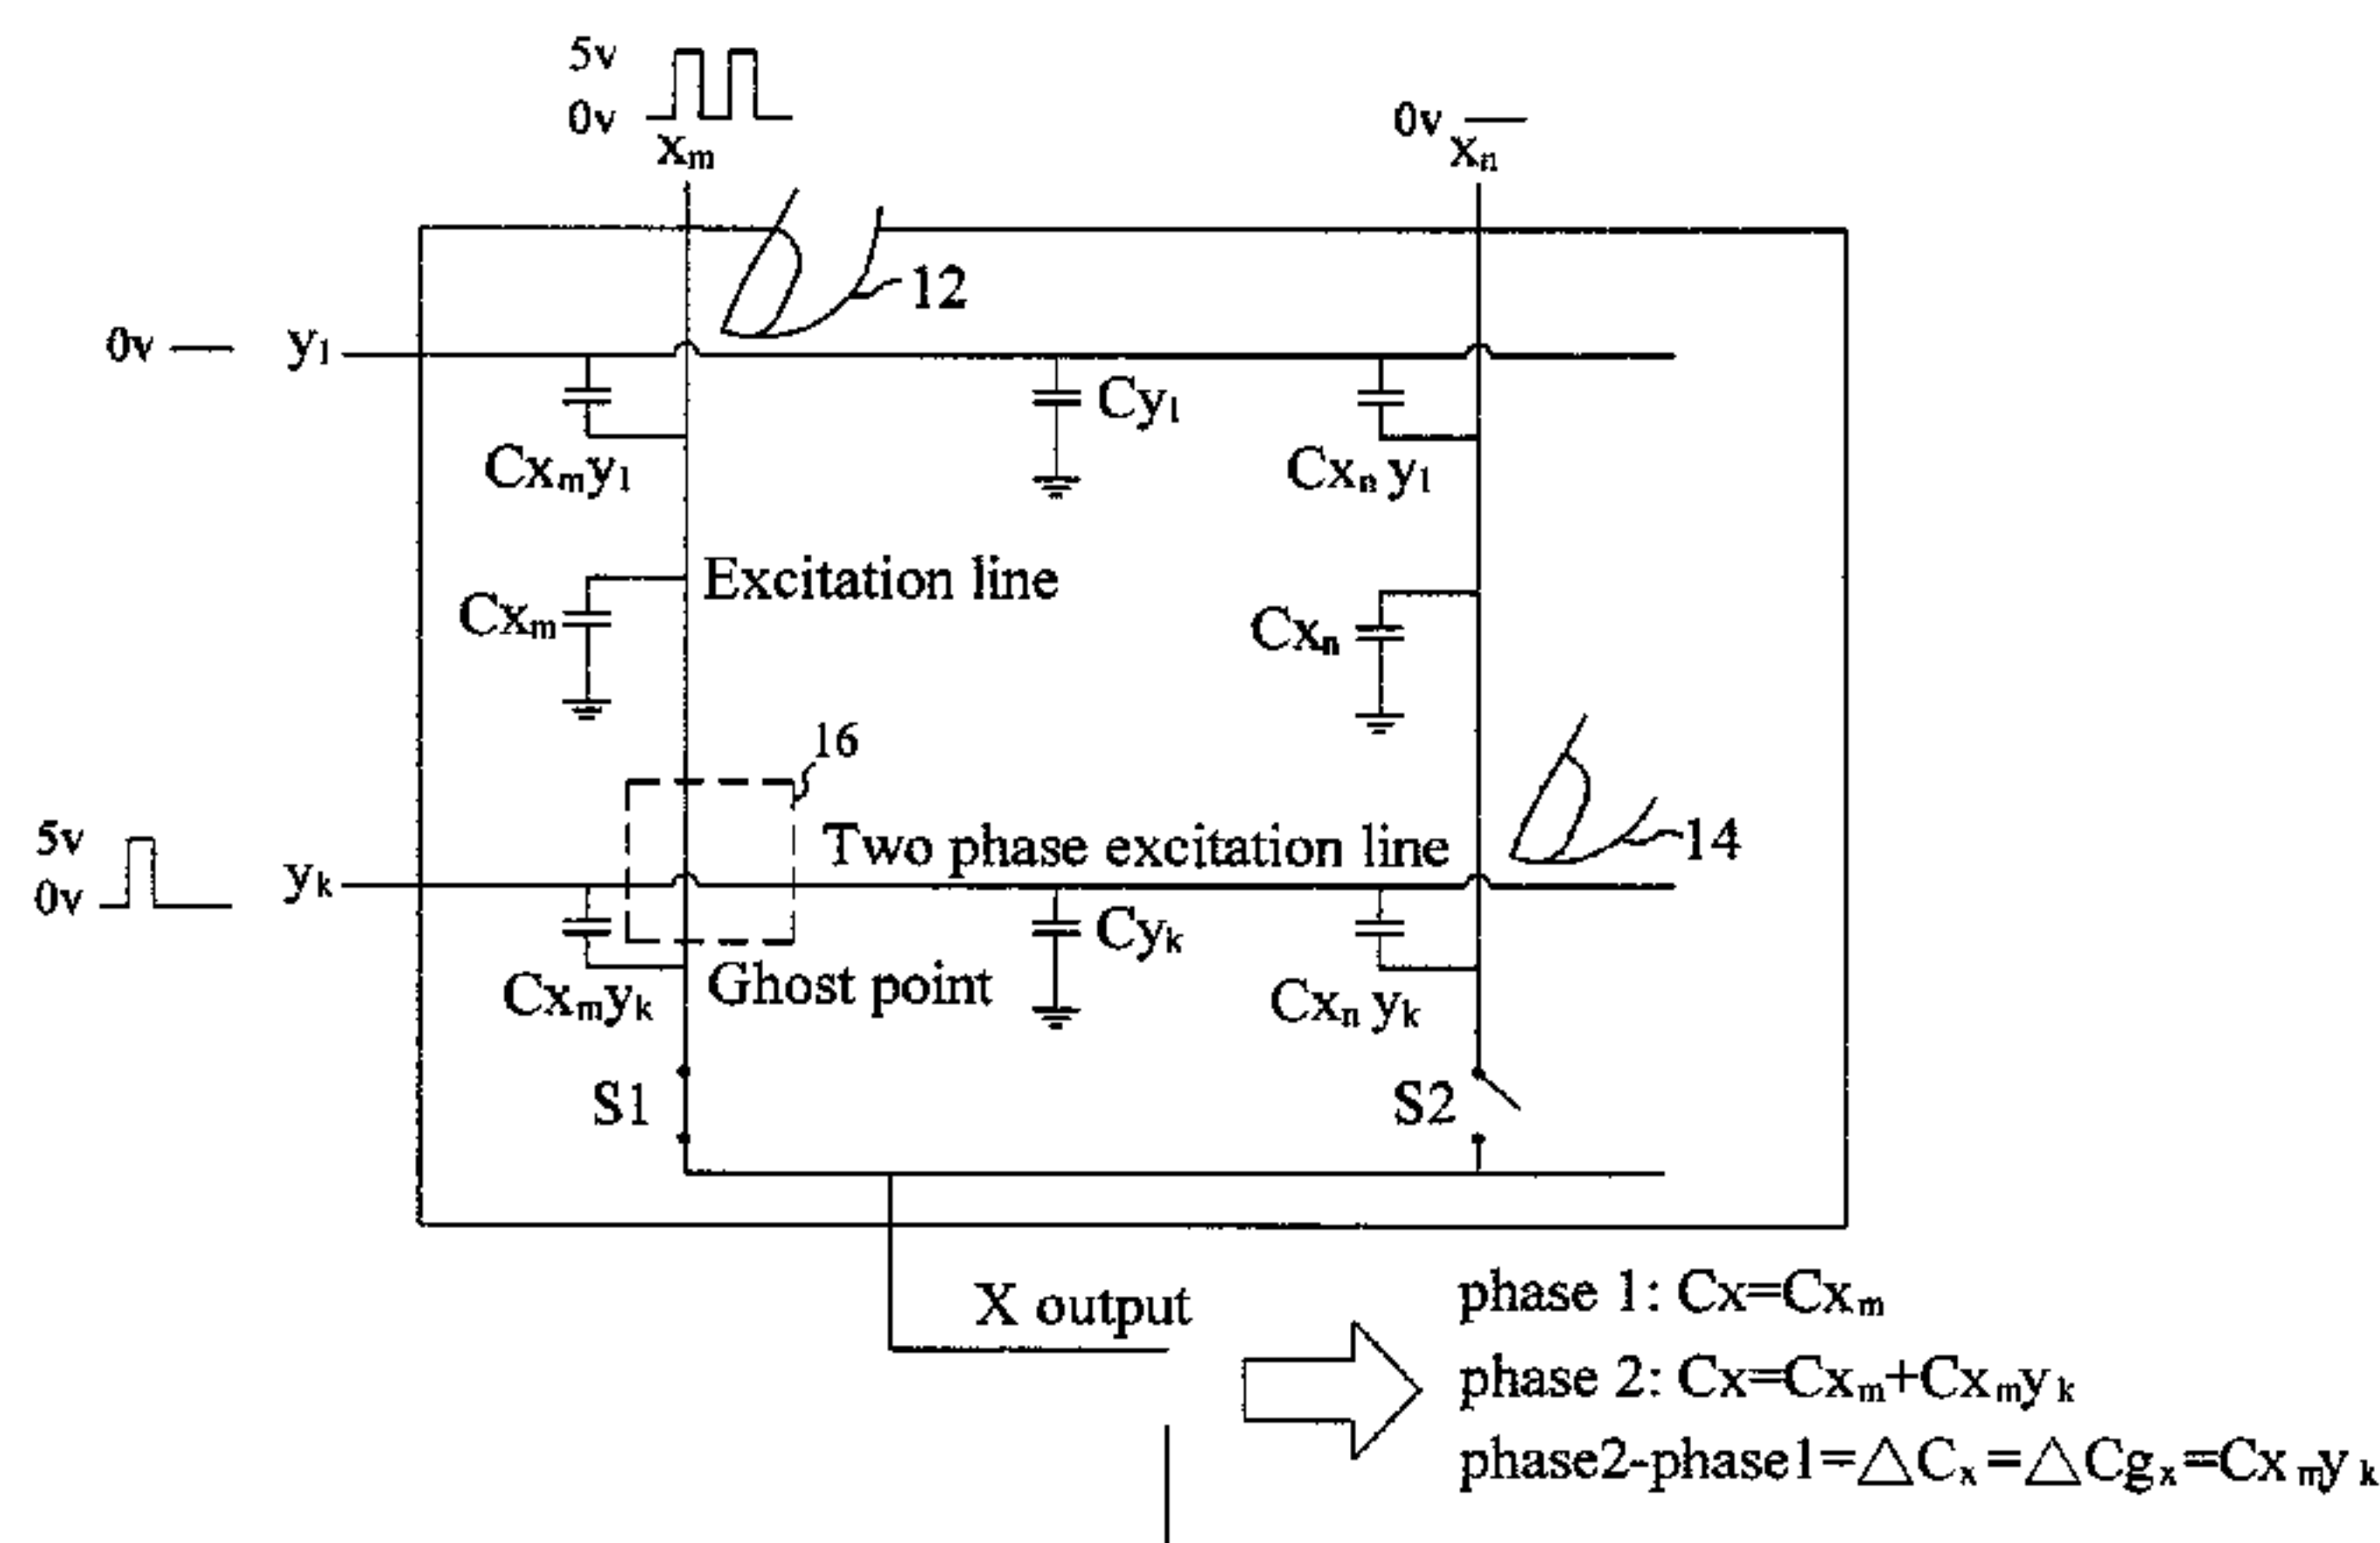 5v
0v
xm
0v
xn
12
0v
y1
Cxmy1
Cy1
Cxn y1
Excitation line
Cxm
Cxn
16
5v
0v
yk
Two phase excitation line
14
Cxmyk
Ghost point
Cyk
Cxn yk
S1
S2
X output
phase 1: Cx=Cxm
phase 2: Cx=Cxm+Cxmyk
phase2-phase1=△Cx=△Cgx=Cxmyk